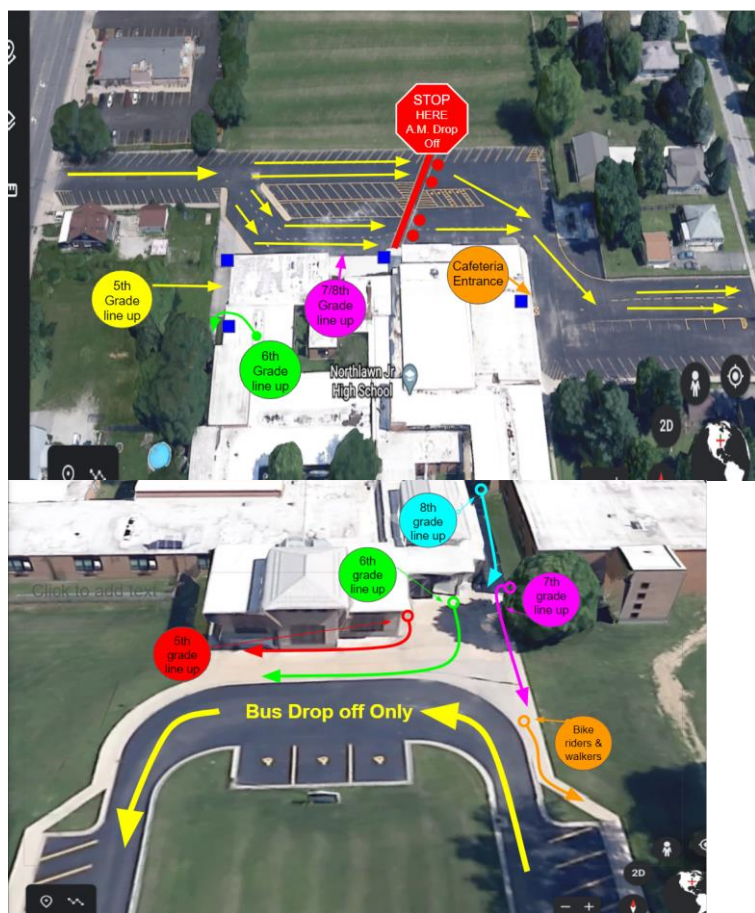 STOP
HERE
A.M. Drop
Off
5th
Grade
line up
7/8th
Grade
line up
Cafeteria
Entrance
6th
Grade
line up
Northlawn Jr
High School
2D
8th
grade
line up
6th
grade
line up
7th
grade
line up
Click to add text
5th
grade
line up
Bus Drop off Only
Bike
riders &
walkers
2D